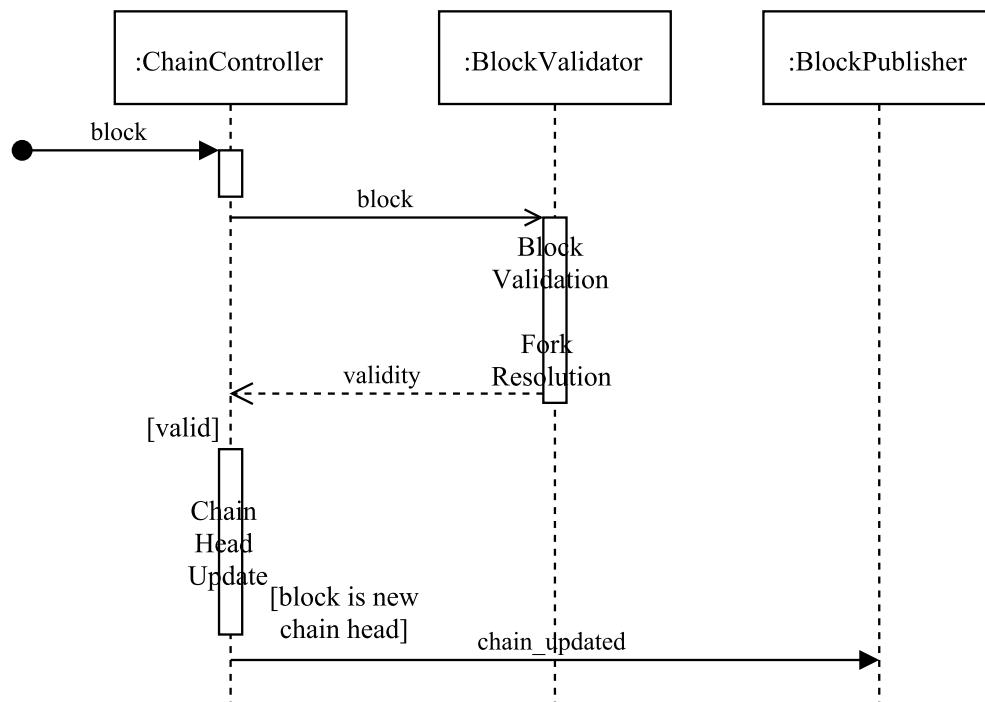 :ChainController
:BlockValidator
:BlockPublisher
block
block
Block
Validation
Fork
Resolution
validity
[valid]
Chain
Head
Update
[block is new
chain head]
chain_updated